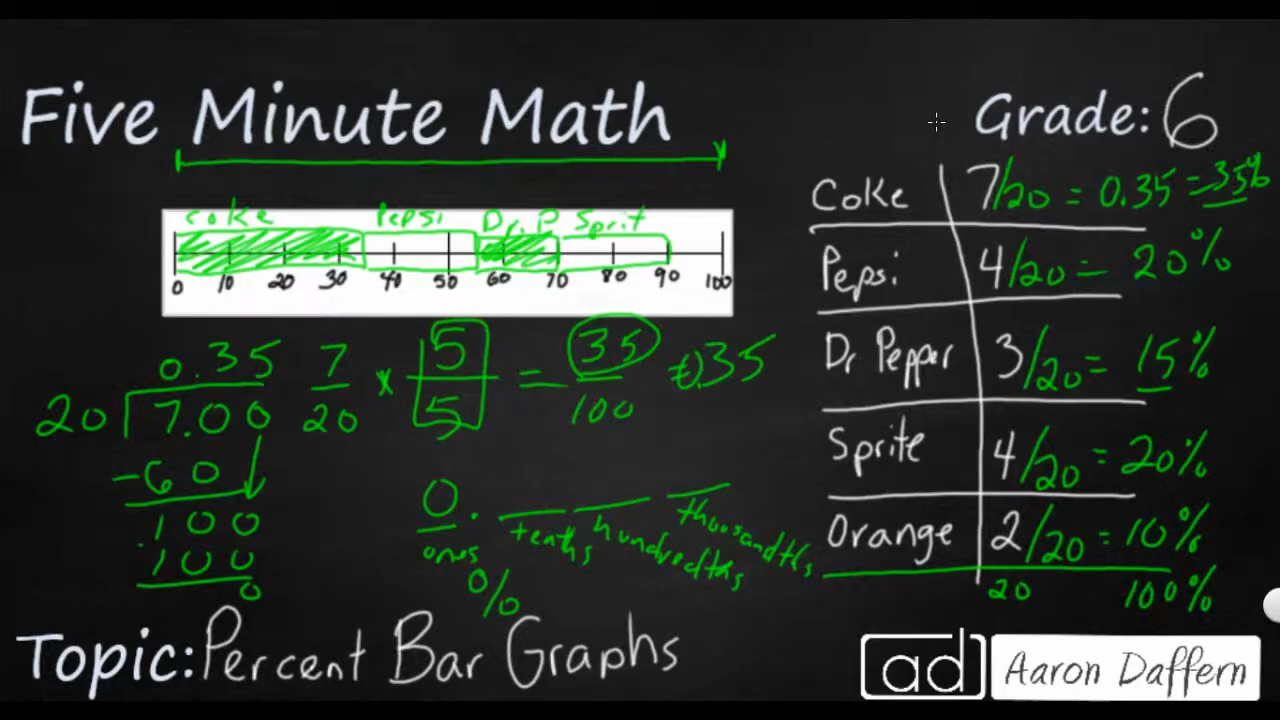 Five Minute Math
Grade: 6
Coke Pepsi Dr. P Sprit
0 10 20 30 40 50 60 70 80 90 100
Coke 7/20 = 0.35 = 35%
Pepsi 4/20 = 20%
Dr Pepper 3/20 = 15%
Sprite 4/20 = 20%
Orange 2/20 = 10%
20 100%
0.35
20 7.00
-60
100
100
0
7/20 × 5/5 = 35/100 0.35
0.
ones tenths hundredths thousandths
%
Topic: Percent Bar Graphs
ad Aaron Daffern